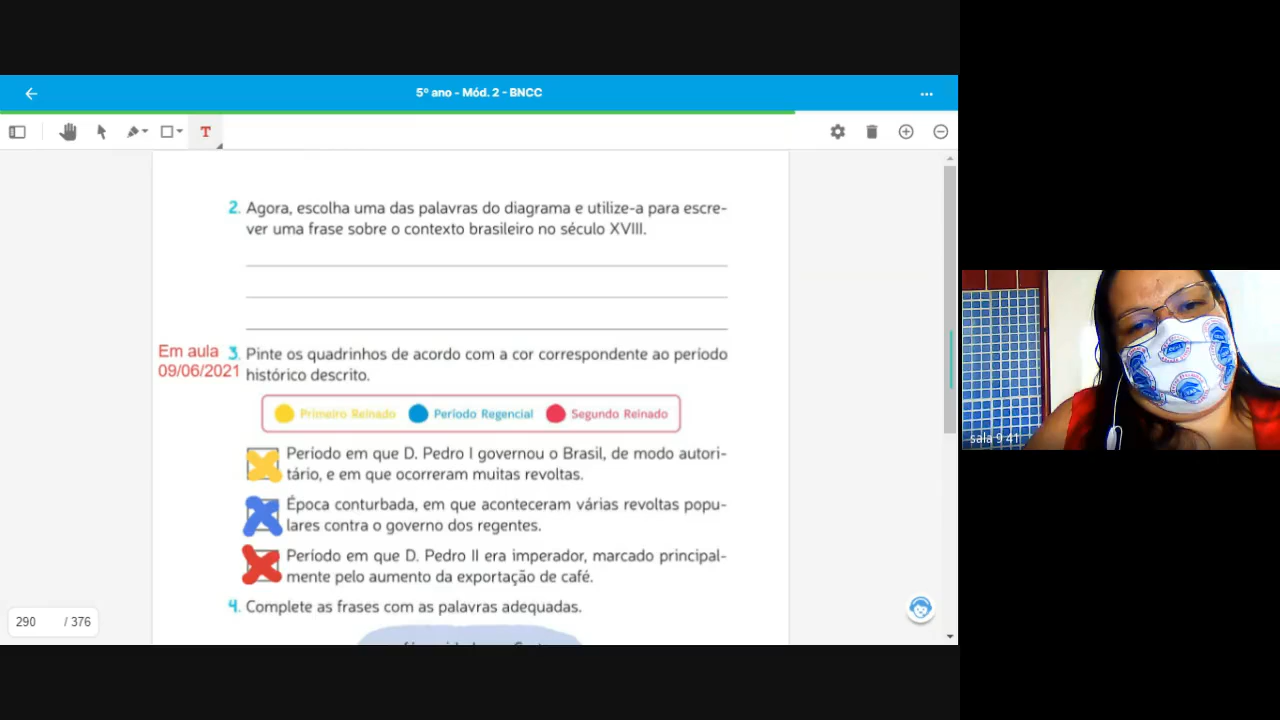 5º ano - Mód. 2 - BNCC
T
2. Agora, escolha uma das palavras do diagrama e utilize-a para escre-
ver uma frase sobre o contexto brasileiro no século XVIII.
Em aula
09/06/2021
3. Pinte os quadrinhos de acordo com a cor correspondente ao período
histórico descrito.
Primeiro Reinado Período Regencial Segundo Reinado
Período em que D. Pedro I governou o Brasil, de modo autori-
tário, e em que ocorreram muitas revoltas.
Época conturbada, em que aconteceram várias revoltas popu-
lares contra o governo dos regentes.
Período em que D. Pedro II era imperador, marcado principal-
mente pelo aumento da exportação de café.
4. Complete as frases com as palavras adequadas.
290 / 376
sala 9 41